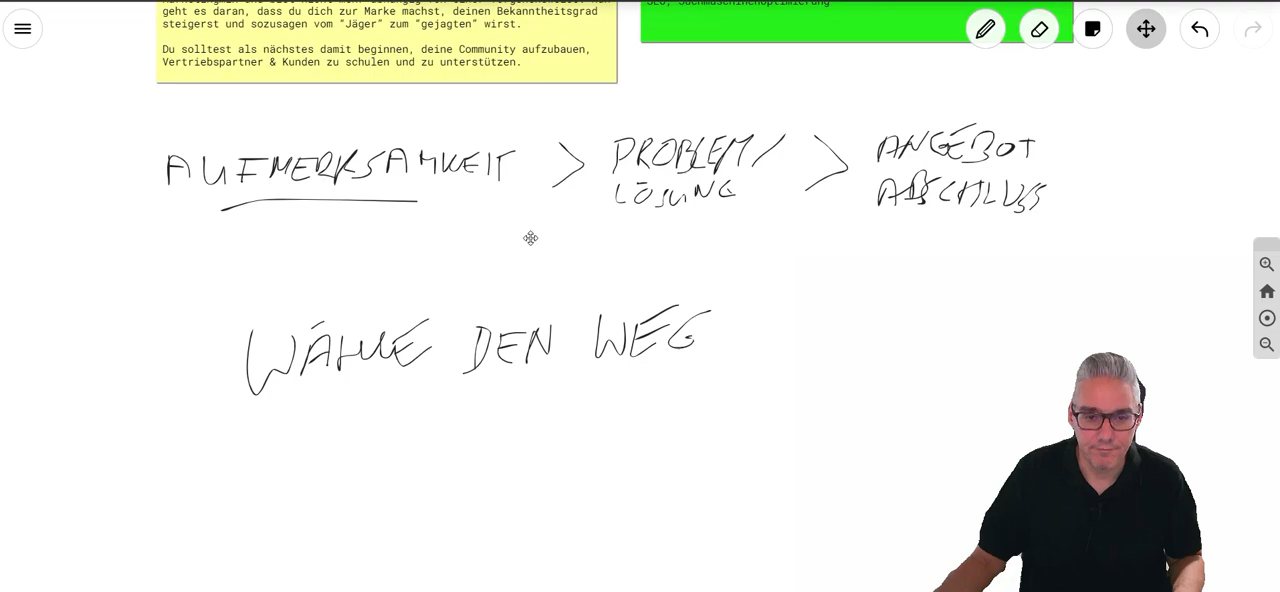 geht es daran, dass du dich zur Marke machst, deinen Bekanntheitsgrad
steigerst und sozusagen vom “Jäger” zum “gejagten” wirst.
Du solltest als nächstes damit beginnen, deine Community aufzubauen,
Vertriebspartner & Kunden zu schulen und zu unterstützen.
SEO, Suchmaschinenoptimierung
AUFMERKSAMKEIT > PROBLEM/ > ANGEBOT
LÖSUNG ABSCHLUSS
WÄHLE DEN WEG